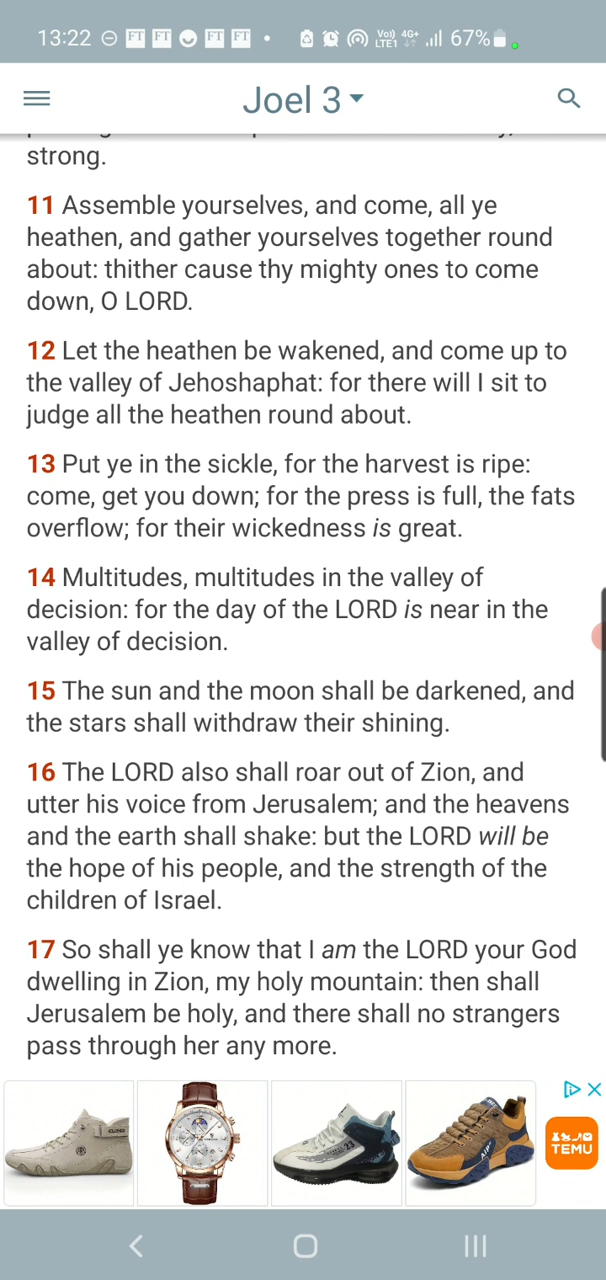 13:22 FT FT FT FT Vo)) LTE1 4G+ 67%
Joel 3
strong.
11 Assemble yourselves, and come, all ye
heathen, and gather yourselves together round
about: thither cause thy mighty ones to come
down, O LORD.
12 Let the heathen be wakened, and come up to
the valley of Jehoshaphat: for there will I sit to
judge all the heathen round about.
13 Put ye in the sickle, for the harvest is ripe:
come, get you down; for the press is full, the fats
overflow; for their wickedness is great.
14 Multitudes, multitudes in the valley of
decision: for the day of the LORD is near in the
valley of decision.
15 The sun and the moon shall be darkened, and
the stars shall withdraw their shining.
16 The LORD also shall roar out of Zion, and
utter his voice from Jerusalem; and the heavens
and the earth shall shake: but the LORD will be
the hope of his people, and the strength of the
children of Israel.
17 So shall ye know that I am the LORD your God
dwelling in Zion, my holy mountain: then shall
Jerusalem be holy, and there shall no strangers
pass through her any more.
23
TEMU